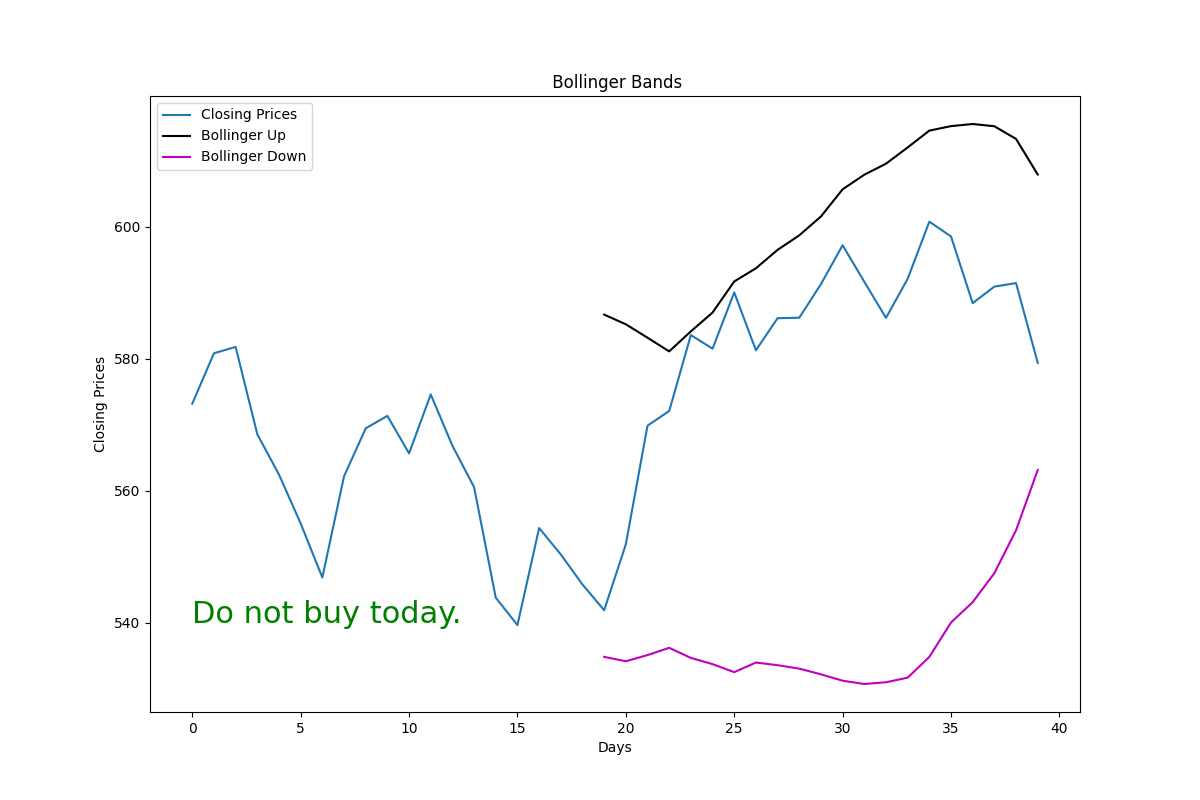 Bollinger Bands
Closing Prices
Bollinger Up
Bollinger Down
600
580
560
540
Closing Prices
Do not buy today.
0 5 10 15 20 25 30 35 40
Days